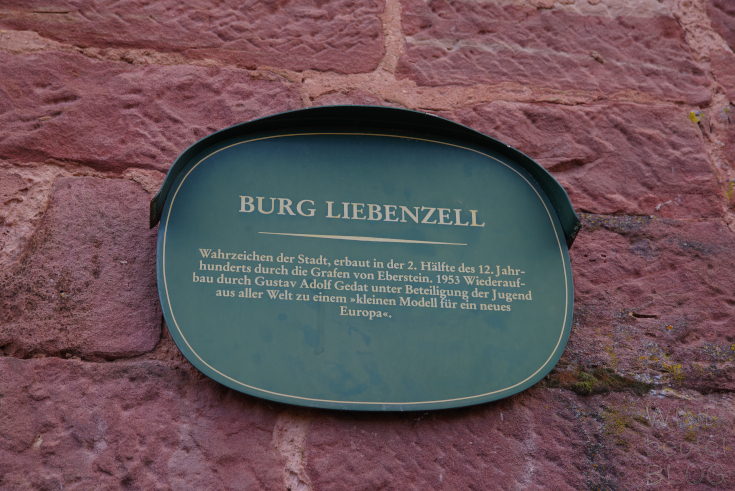 BURG LIEBENZELL
Wahrzeichen der Stadt, erbaut in der 2. Hälfte des 12. Jahr-
hunderts durch die Grafen von Eberstein. 1953 Wiederauf-
bau durch Gustav Adolf Gedat unter Beteiligung der Jugend
aus aller Welt zu einem »kleinen Modell für ein neues
Europa«.